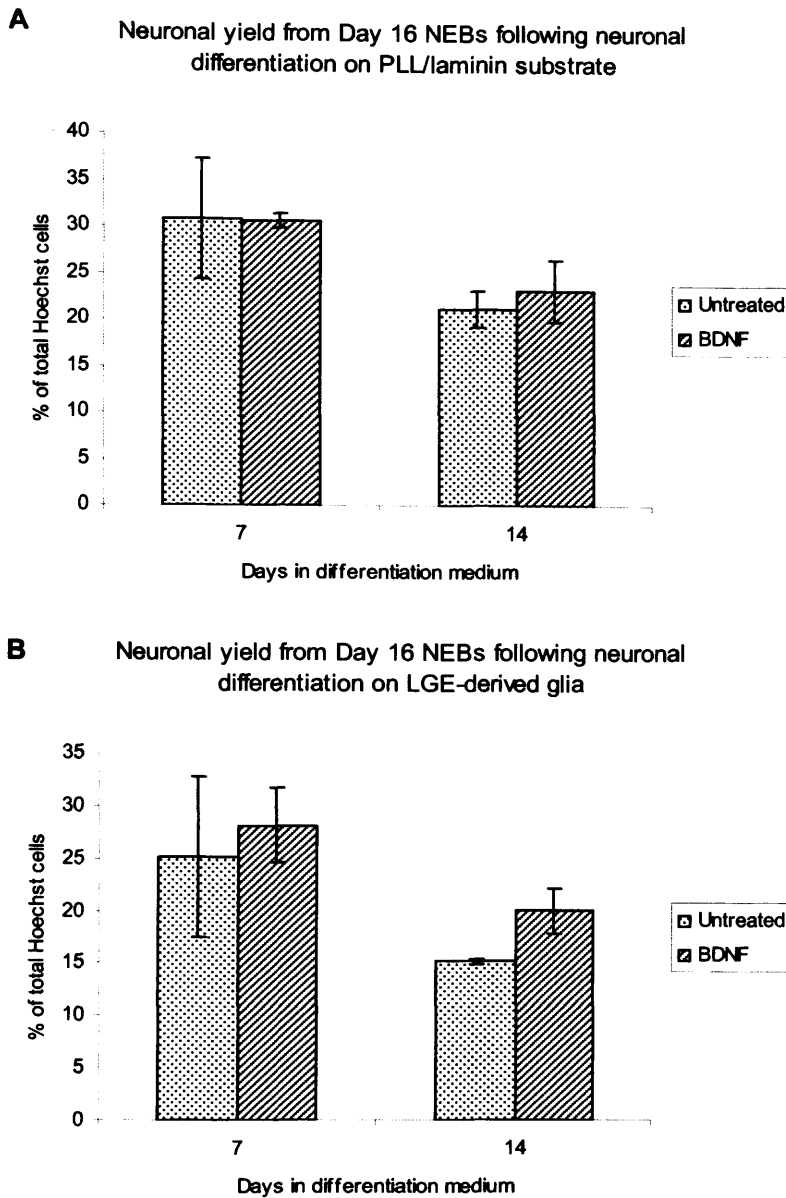 A
Neuronal yield from Day 16 NEBs following neuronal
differentiation on PLL/laminin substrate
% of total Hoechst cells
40
35
30
25
20
15
10
5
0
7
14
Days in differentiation medium
Untreated
BDNF
B
Neuronal yield from Day 16 NEBs following neuronal
differentiation on LGE-derived glia
% of total Hoechst cells
35
30
25
20
15
10
5
0
7
14
Days in differentiation medium
Untreated
BDNF